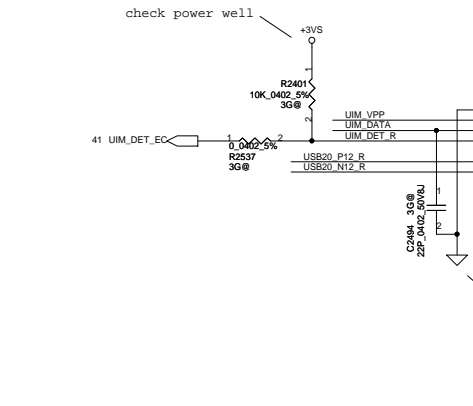 check power well
+3VS
1
R2401
10K_0402_5%
3G@
2
UIM_VPP
UIM_DATA
UIM_DET_R
41 UIM_DET_EC
1
2
0_0402_5%
R2537
3G@
USB20_P12_R
USB20_N12_R
1
2
C2494 3G@
22P_0402_50V8J